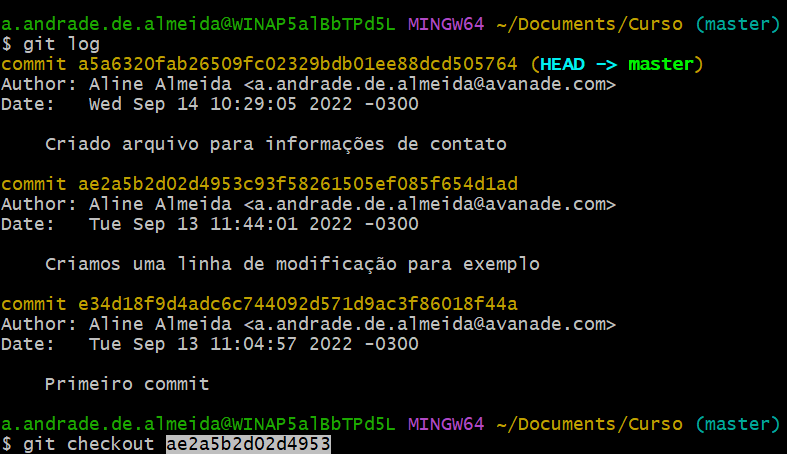 a.andrade.de.almeida@WINAP5alBbTPd5L MINGW64 ~/Documents/Curso (master)
$ git log
commit a5a6320fab26509fc02329bdb01ee88dcd505764 (HEAD -> master)
Author: Aline Almeida <a.andrade.de.almeida@avanade.com>
Date:   Wed Sep 14 10:29:05 2022 -0300
    Criado arquivo para informações de contato
commit ae2a5b2d02d4953c93f58261505ef085f654d1ad
Author: Aline Almeida <a.andrade.de.almeida@avanade.com>
Date:   Tue Sep 13 11:44:01 2022 -0300
    Criamos uma linha de modificação para exemplo
commit e34d18f9d4adc6c744092d571d9ac3f86018f44a
Author: Aline Almeida <a.andrade.de.almeida@avanade.com>
Date:   Tue Sep 13 11:04:57 2022 -0300
    Primeiro commit
a.andrade.de.almeida@WINAP5alBbTPd5L MINGW64 ~/Documents/Curso (master)
$ git checkout ae2a5b2d02d4953